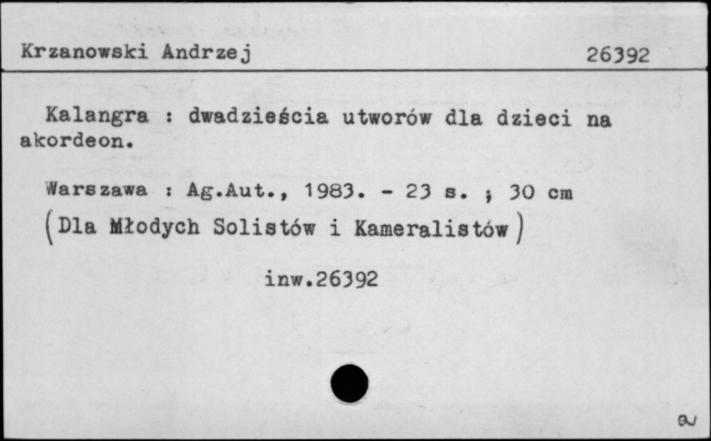 Krzanowski Andrzej 26392
Kalangra : dwadzieścia utworów dla dzieci na
akordeon.
Warszawa : Ag.Aut., 1983. - 23 s. ; 30 cm
(Dla Młodych Solistów i Kameralistów)
inw.26392